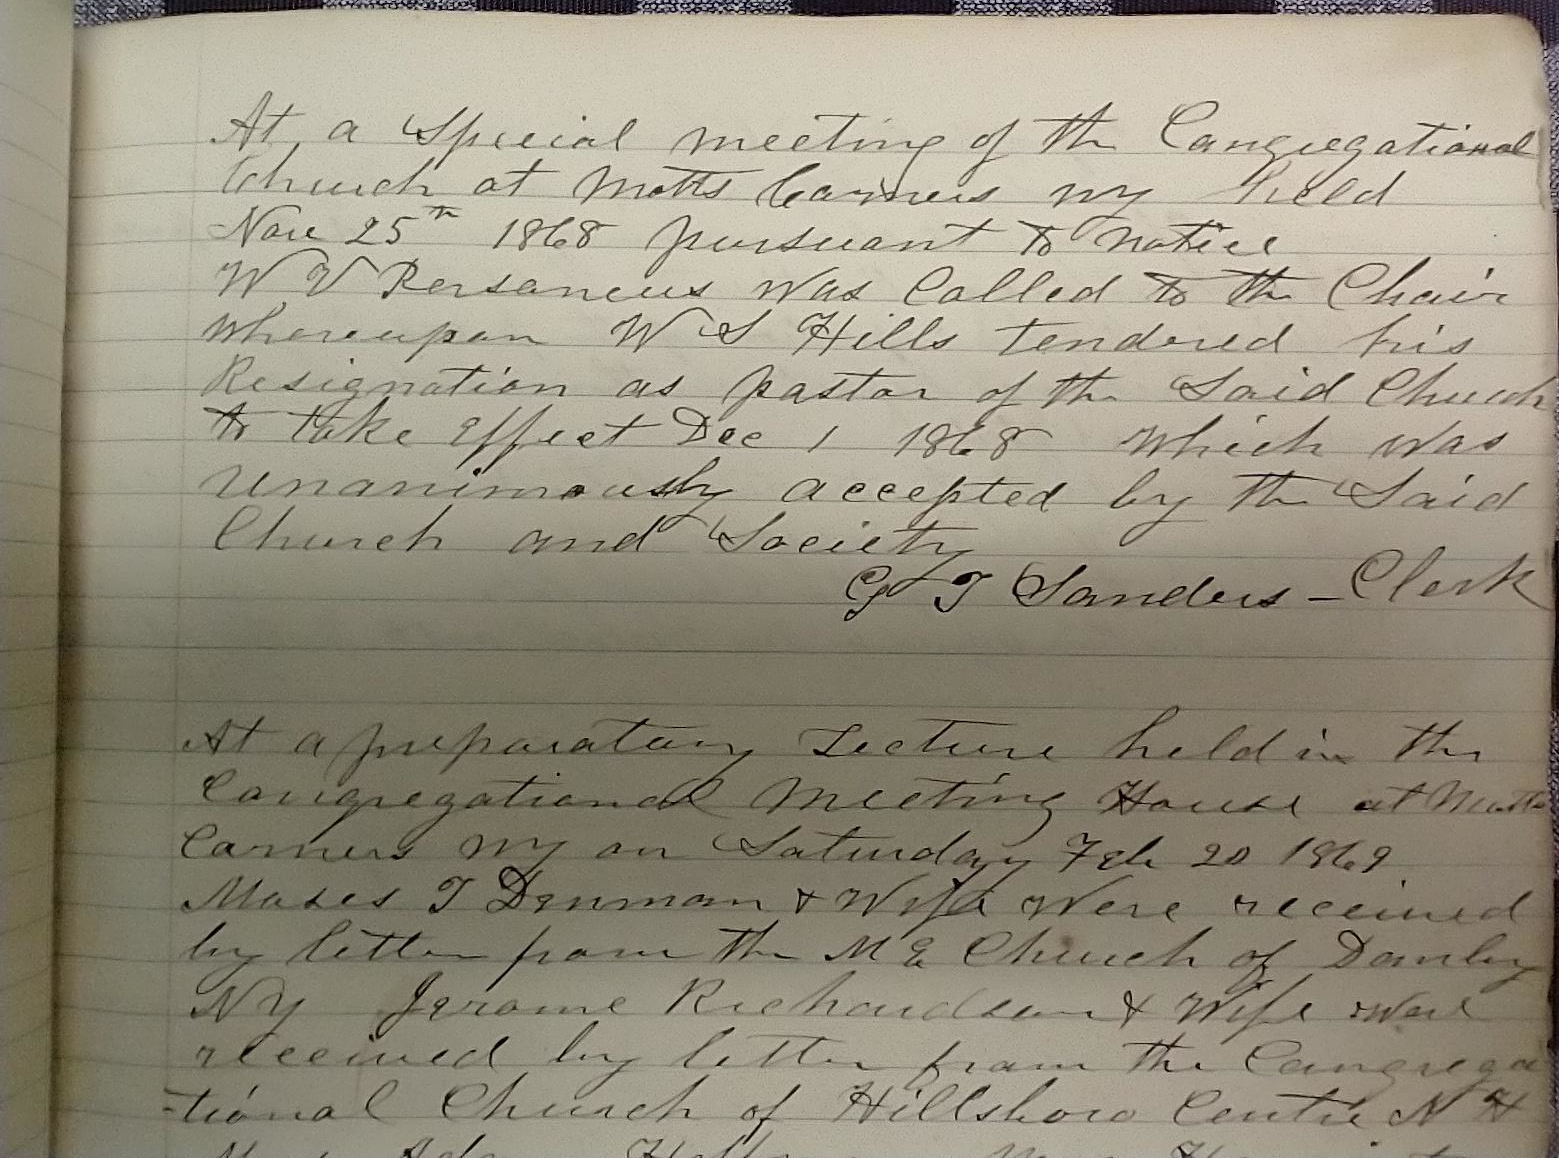 At a Special meeting of the Congregational
Church at Motts Corners NY held
Nov 25th 1868 pursuant to notice
W V Personeus was Called to the Chair
whereupon W S Hills tendered his
Resignation as pastor of the Said Church
to take Effect Dec 1 1868 which was
unanimously accepted by the Said
Church and Society
G T Sanders - Clerk
At a preparatory Lecture held in the
Congregational Meeting House at Motts
Corners NY on Saturday Feb 20 1869
Moses T Denman & Wife Were received
by letter from the M E Church of Danby
NY Jerome Richardson & Wife were
received by letter from the Congrega
-tional Church of Hillsboro Centre N H